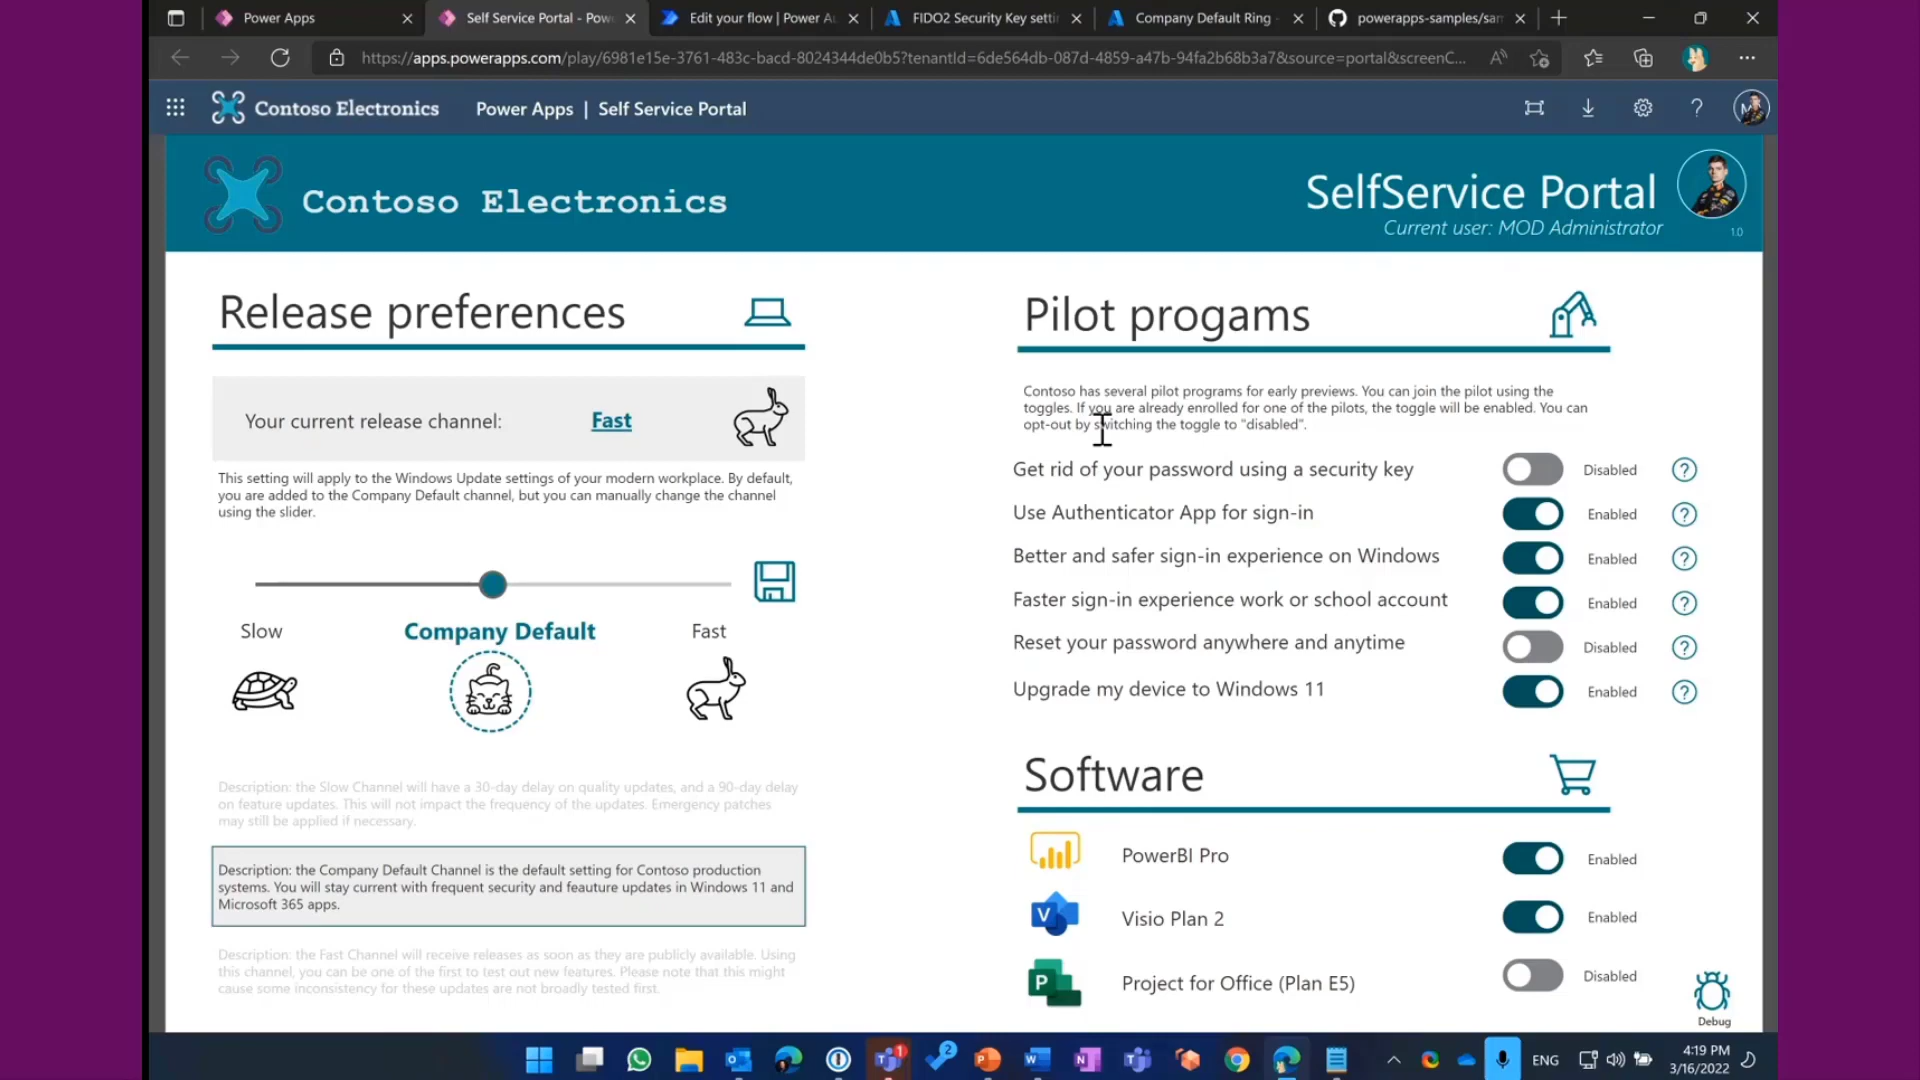 Power Apps
Self Service Portal - Pow
Edit your flow | Power Au
FIDO2 Security Key setti
Company Default Ring -
powerapps-samples/sam
https://apps.powerapps.com/play/6981e15e-3761-483c-bacd-8024344de0b5?tenantId=6de564db-087d-4859-a47b-94fa2b68b3a7&source=portal&screenC...
Contoso Electronics
Power Apps | Self Service Portal
Contoso Electronics
SelfService Portal
Current user: MOD Administrator
1.0
Release preferences
Your current release channel: Fast
This setting will apply to the Windows Update settings of your modern workplace. By default,
you are added to the Company Default channel, but you can manually change the channel
using the slider.
Slow
Company Default
Fast
Description: the Slow Channel will have a 30-day delay on quality updates, and a 90-day delay
on feature updates. This will not impact the frequency of the updates. Emergency patches
may still be applied if necessary.
Description: the Company Default Channel is the default setting for Contoso production
systems. You will stay current with frequent security and feauture updates in Windows 11 and
Microsoft 365 apps.
Description: the Fast Channel will receive releases as soon as they are publicly available. Using
this channel, you can be one of the first to test out new features. Please note that this might
cause some inconsistency for these updates are not broadly tested first.
Pilot progams
Contoso has several pilot programs for early previews. You can join the pilot using the
toggles. If you are already enrolled for one of the pilots, the toggle will be enabled. You can
opt-out by switching the toggle to "disabled".
Get rid of your password using a security key Disabled ?
Use Authenticator App for sign-in Enabled ?
Better and safer sign-in experience on Windows Enabled ?
Faster sign-in experience work or school account Enabled ?
Reset your password anywhere and anytime Disabled ?
Upgrade my device to Windows 11 Enabled ?
Software
PowerBI Pro Enabled
Visio Plan 2 Enabled
Project for Office (Plan E5) Disabled
Debug
ENG
4:19 PM
3/16/2022